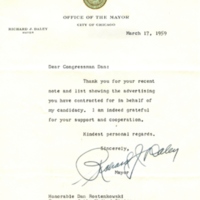 OFFICE OF THE MAYOR
CITY OF CHICAGO
RICHARD J. DALEY
MAYOR
March 17, 1959
Dear Congressman Dan:
Thank you for your recent
note and list showing the advertising
you have contracted for in behalf of
my candidacy. I am indeed grateful
for your support and cooperation.
Kindest personal regards.
Sincerely,
Richard J. Daley
Mayor
Honorable Dan Rostenkowski